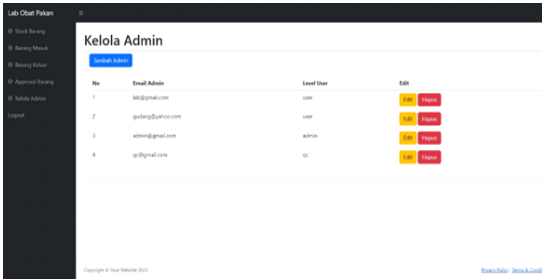 Lab Obat Pakan
Stock Barang
Barang Masuk
Barang Keluar
Approval Barang
Kelola Admin
Logout
Kelola Admin
Tambah Admin
No Email Admin Level User Edit
1 lab@gmail.com user Edit Hapus
2 gudang@yahoo.com user Edit Hapus
3 admin@gmail.com admin Edit Hapus
4 qc@gmail.com qc Edit Hapus
Copyright © Your Website 2023
Privacy Policy · Terms & Condi